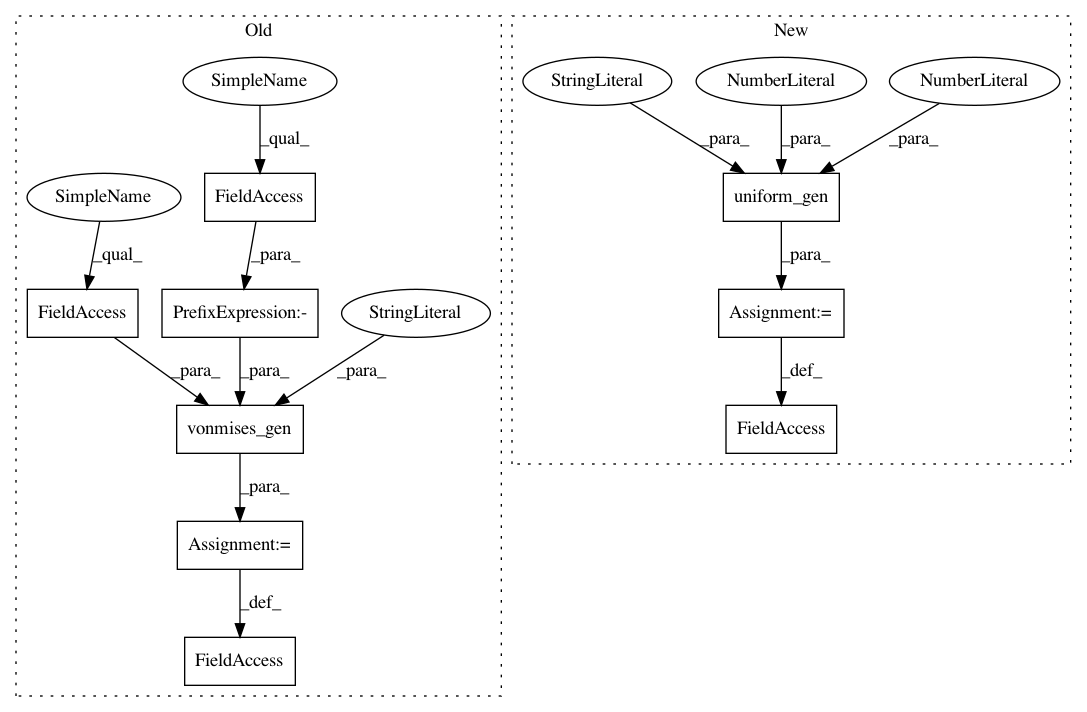 Old
New
SimpleName
StringLiteral
NumberLiteral
NumberLiteral
_qual_
_para_
_para_
_para_
SimpleName
FieldAccess
uniform_gen
_qual_
_para_
_para_
FieldAccess
PrefixExpression:-
StringLiteral
Assignment:=
_para_
_para_
_para_
_def_
vonmises_gen
FieldAccess
_para_
Assignment:=
_def_
FieldAccess